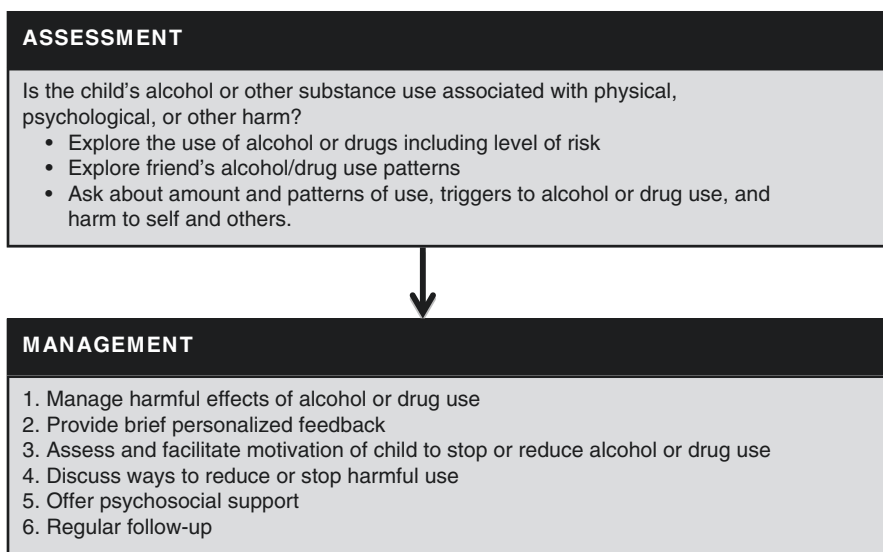 ASSESSMENT
Is the child's alcohol or other substance use associated with physical,
psychological, or other harm?
• Explore the use of alcohol or drugs including level of risk
• Explore friend's alcohol/drug use patterns
• Ask about amount and patterns of use, triggers to alcohol or drug use, and
harm to self and others.
MANAGEMENT
1. Manage harmful effects of alcohol or drug use
2. Provide brief personalized feedback
3. Assess and facilitate motivation of child to stop or reduce alcohol or drug use
4. Discuss ways to reduce or stop harmful use
5. Offer psychosocial support
6. Regular follow-up